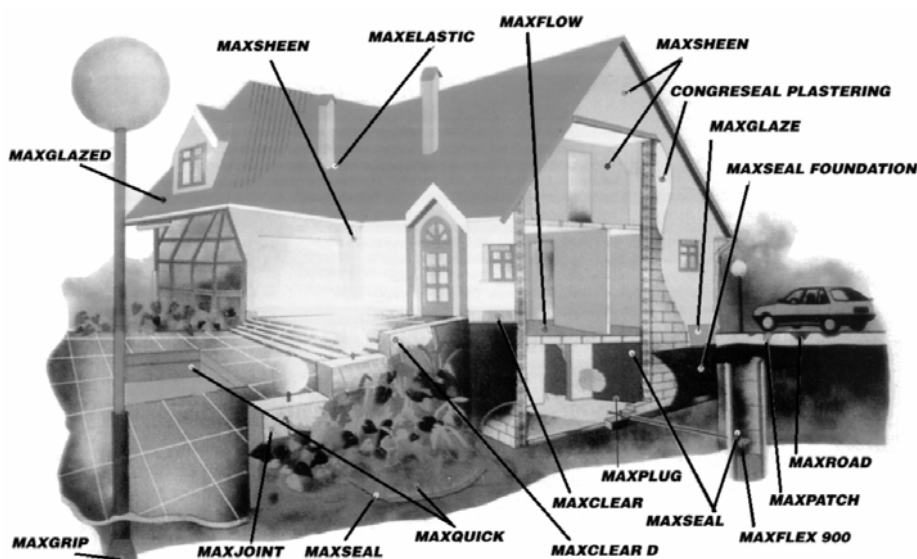 MAXFLOW
MAXSHEEN
MAXELASTIC
MAXSHEEN
CONGRESEAL PLASTERING
MAXGLAZE
MAXGLAZED
MAXSEAL FOUNDATION
MAXROAD
MAXPLUG
MAXPATCH
MAXCLEAR
MAXSEAL
MAXFLEX 900
MAXGRIP
MAXJOINT
MAXSEAL
MAXQUICK
MAXCLEAR D